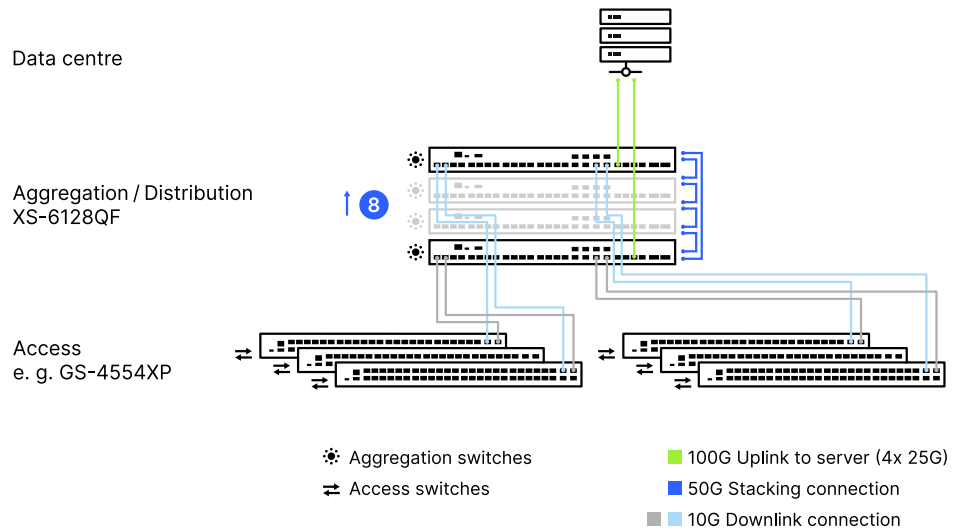 Data centre
Aggregation / Distribution
XS-6128QF
8
Access
e. g. GS-4554XP
Aggregation switches
Access switches
100G Uplink to server (4x 25G)
50G Stacking connection
10G Downlink connection